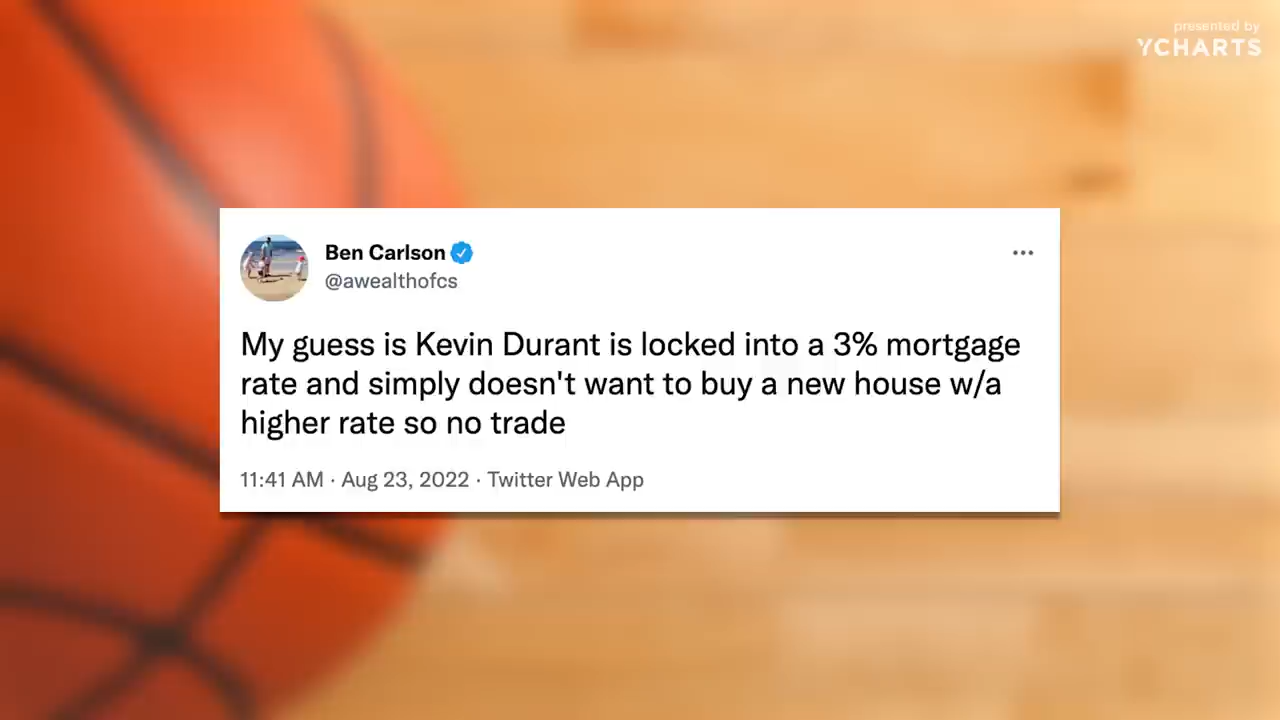 presented by
YCHARTS
Ben Carlson
@awealthofcs
My guess is Kevin Durant is locked into a 3% mortgage
rate and simply doesn't want to buy a new house w/a
higher rate so no trade
11:41 AM · Aug 23, 2022 · Twitter Web App